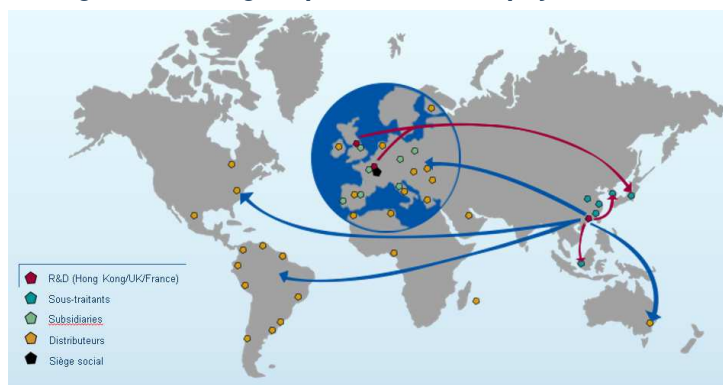 R&D (Hong Kong/UK/France)
Sous-traitants
Subsidiaries
Distributeurs
Siège social